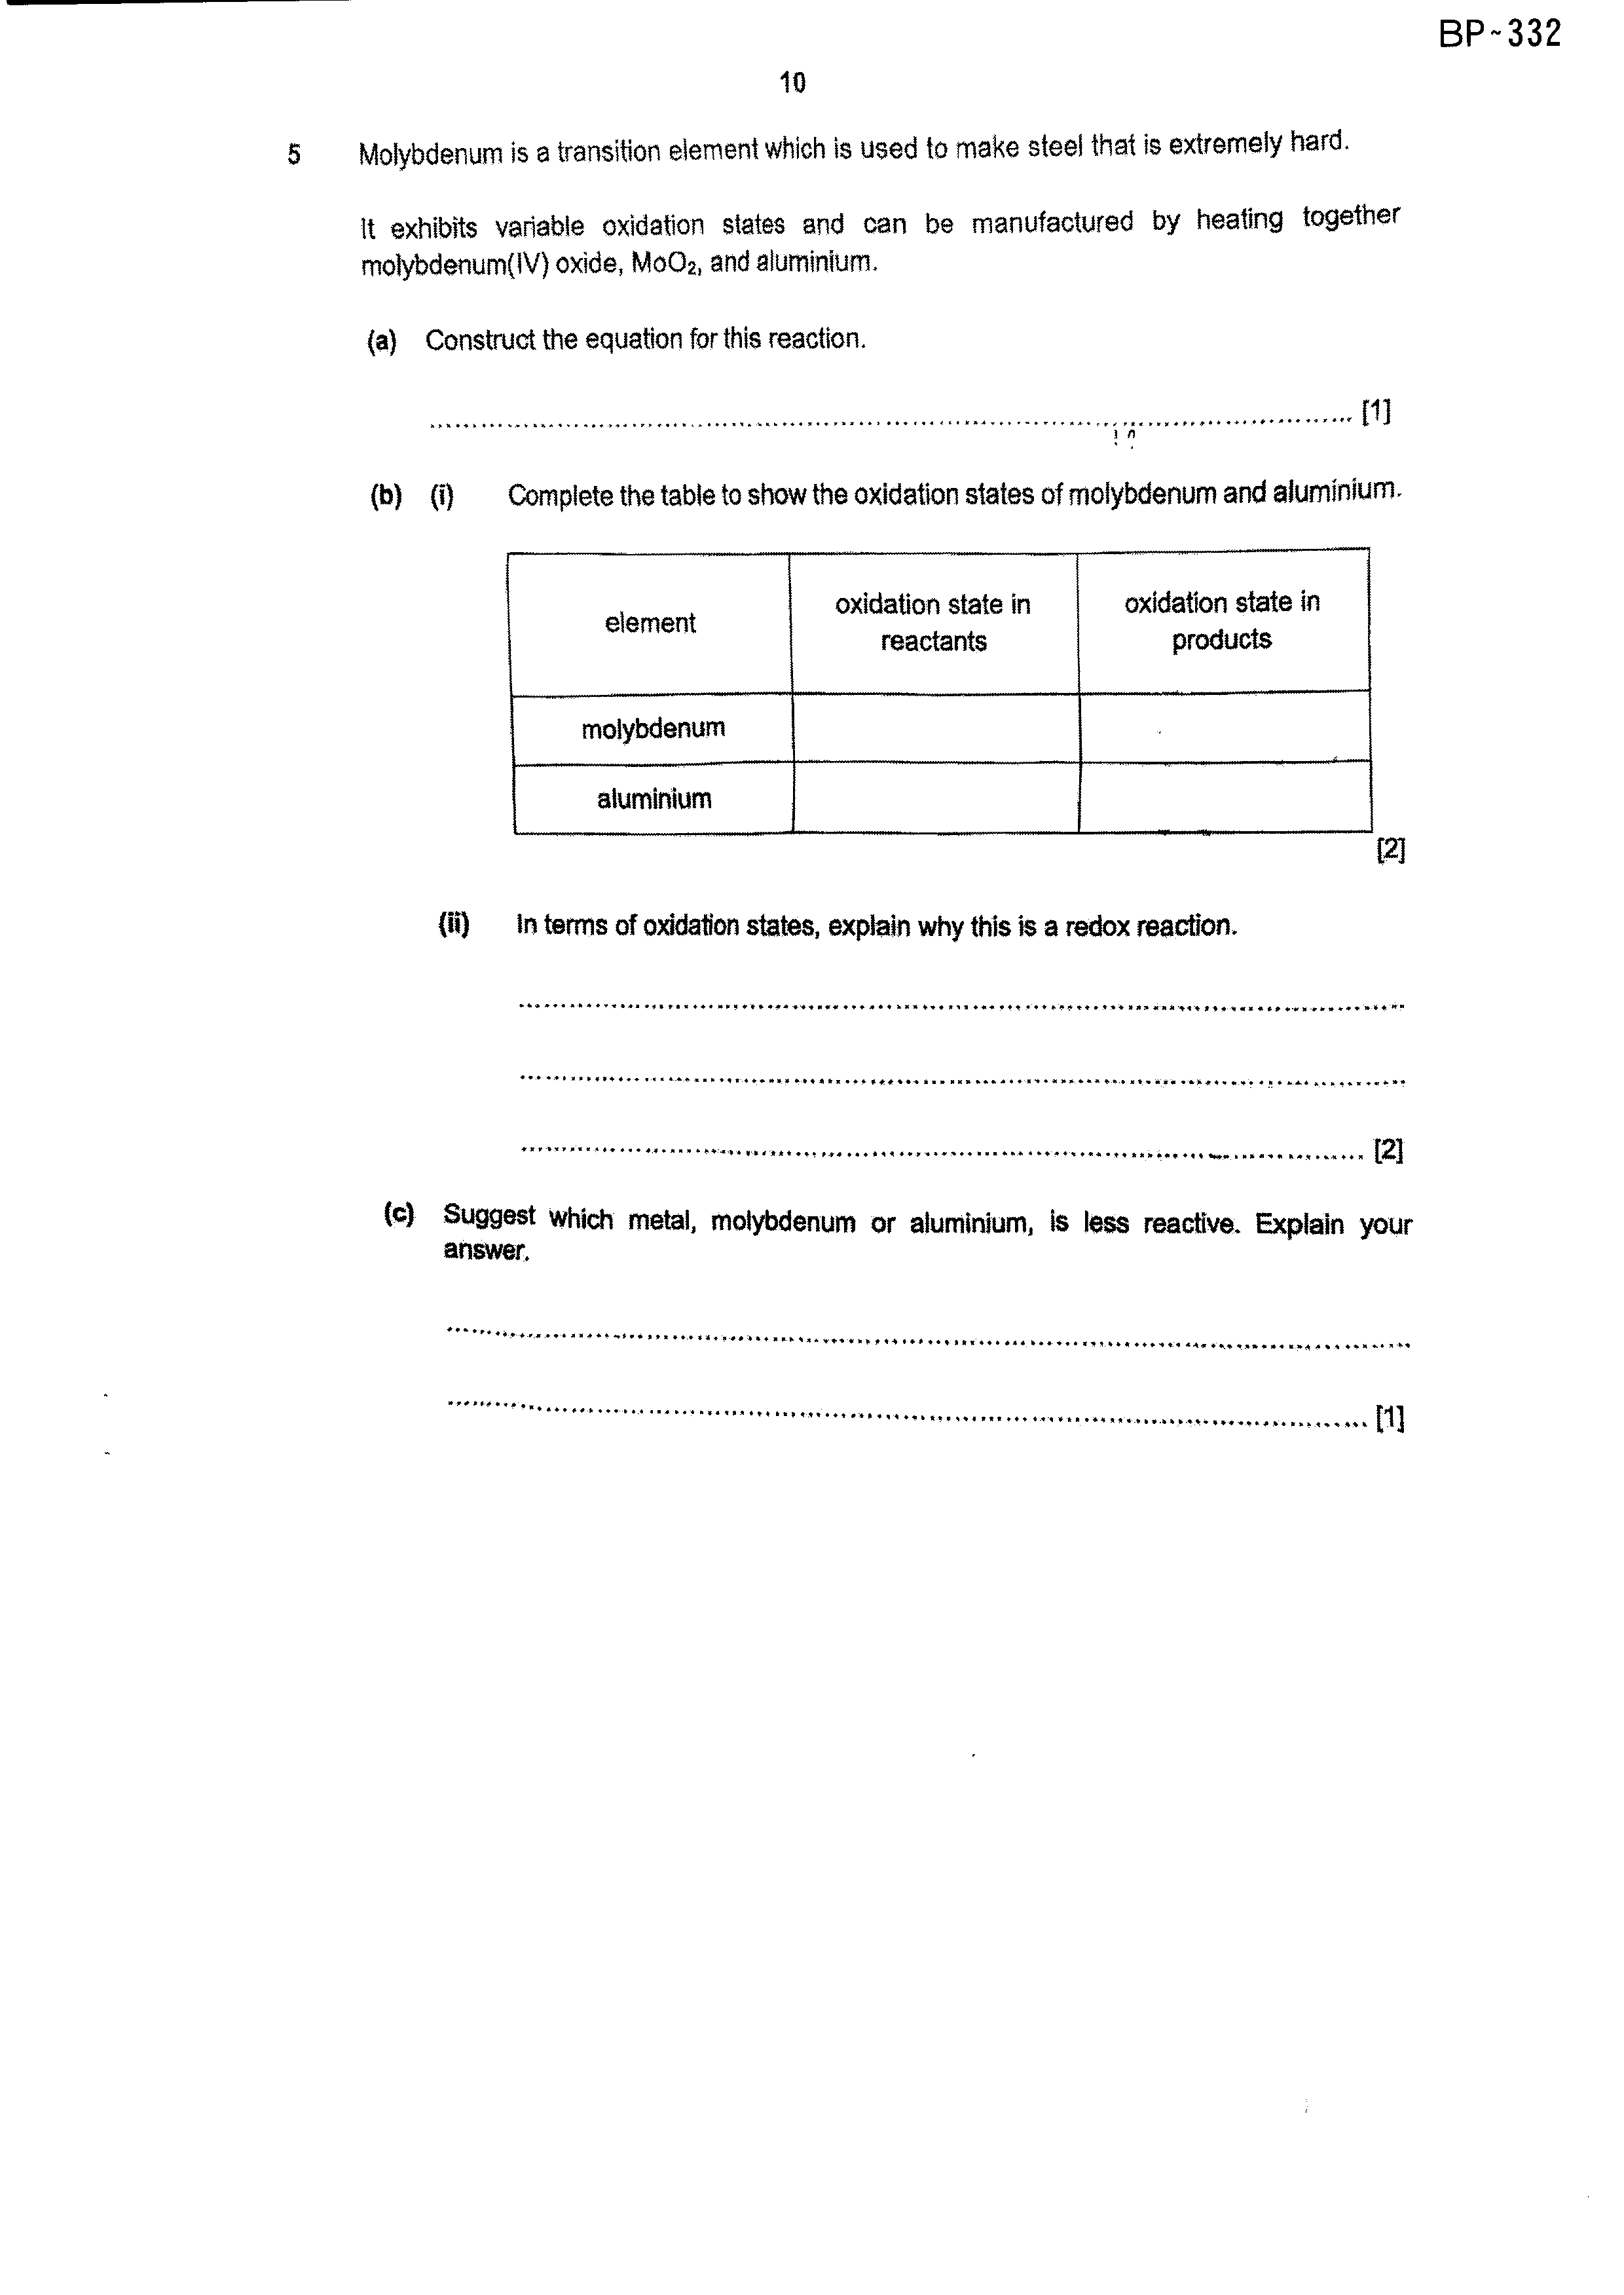 BP~332
10
5 Molybdenum is a transition element which is used to make steel that is extremely hard.
It exhibits variable oxidation states and can be manufactured by heating together
molybdenum(IV) oxide, MoO₂, and aluminium.
(a) Construct the equation for this reaction.
[1]
(b) (i) Complete the table to show the oxidation states of molybdenum and aluminium.
element
oxidation state in
reactants
oxidation state in
products
molybdenum
aluminium
[2]
(ii) In terms of oxidation states, explain why this is a redox reaction.
[2]
(c) Suggest which metal, molybdenum or aluminium, is less reactive. Explain your
answer.
[1]